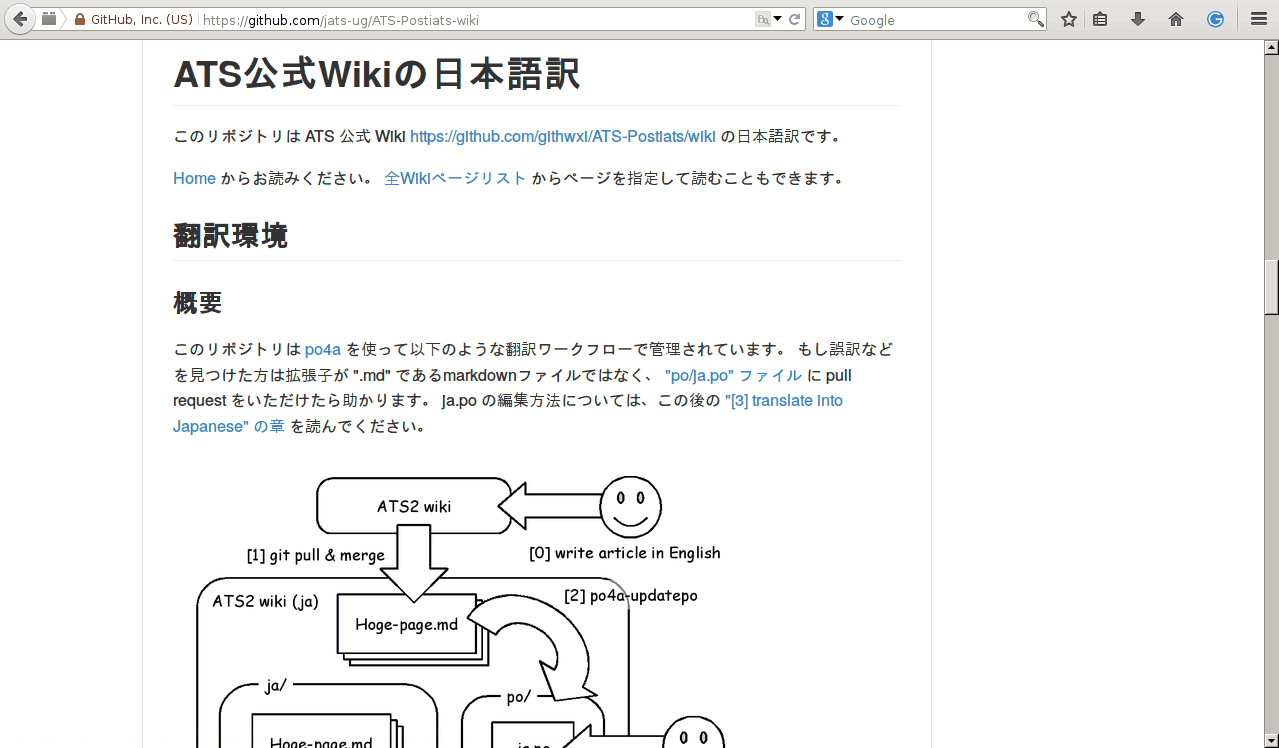 GitHub, Inc. (US) https://github.com/jats-ug/ATS-Postiats-wiki Google
ATS公式Wikiの日本語訳
このリポジトリは ATS 公式 Wiki https://github.com/githwxi/ATS-Postiats/wiki の日本語訳です。
Home からお読みください。 全Wikiページリスト からページを指定して読むこともできます。
翻訳環境
概要
このリポジトリは po4a を使って以下のような翻訳ワークフローで管理されています。 もし誤訳など
を見つけた方は拡張子が ".md" であるmarkdownファイルではなく、 "po/ja.po" ファイル に pull
request をいただけたら助かります。 ja.po の編集方法については、この後の "[3] translate into
Japanese" の章 を読んでください。
ATS2 wiki
[1] git pull & merge
[0] write article in English
ATS2 wiki (ja)
[2] po4a-updatepo
Hoge-page.md
ja/
po/
Hoge-page.md
ja.po